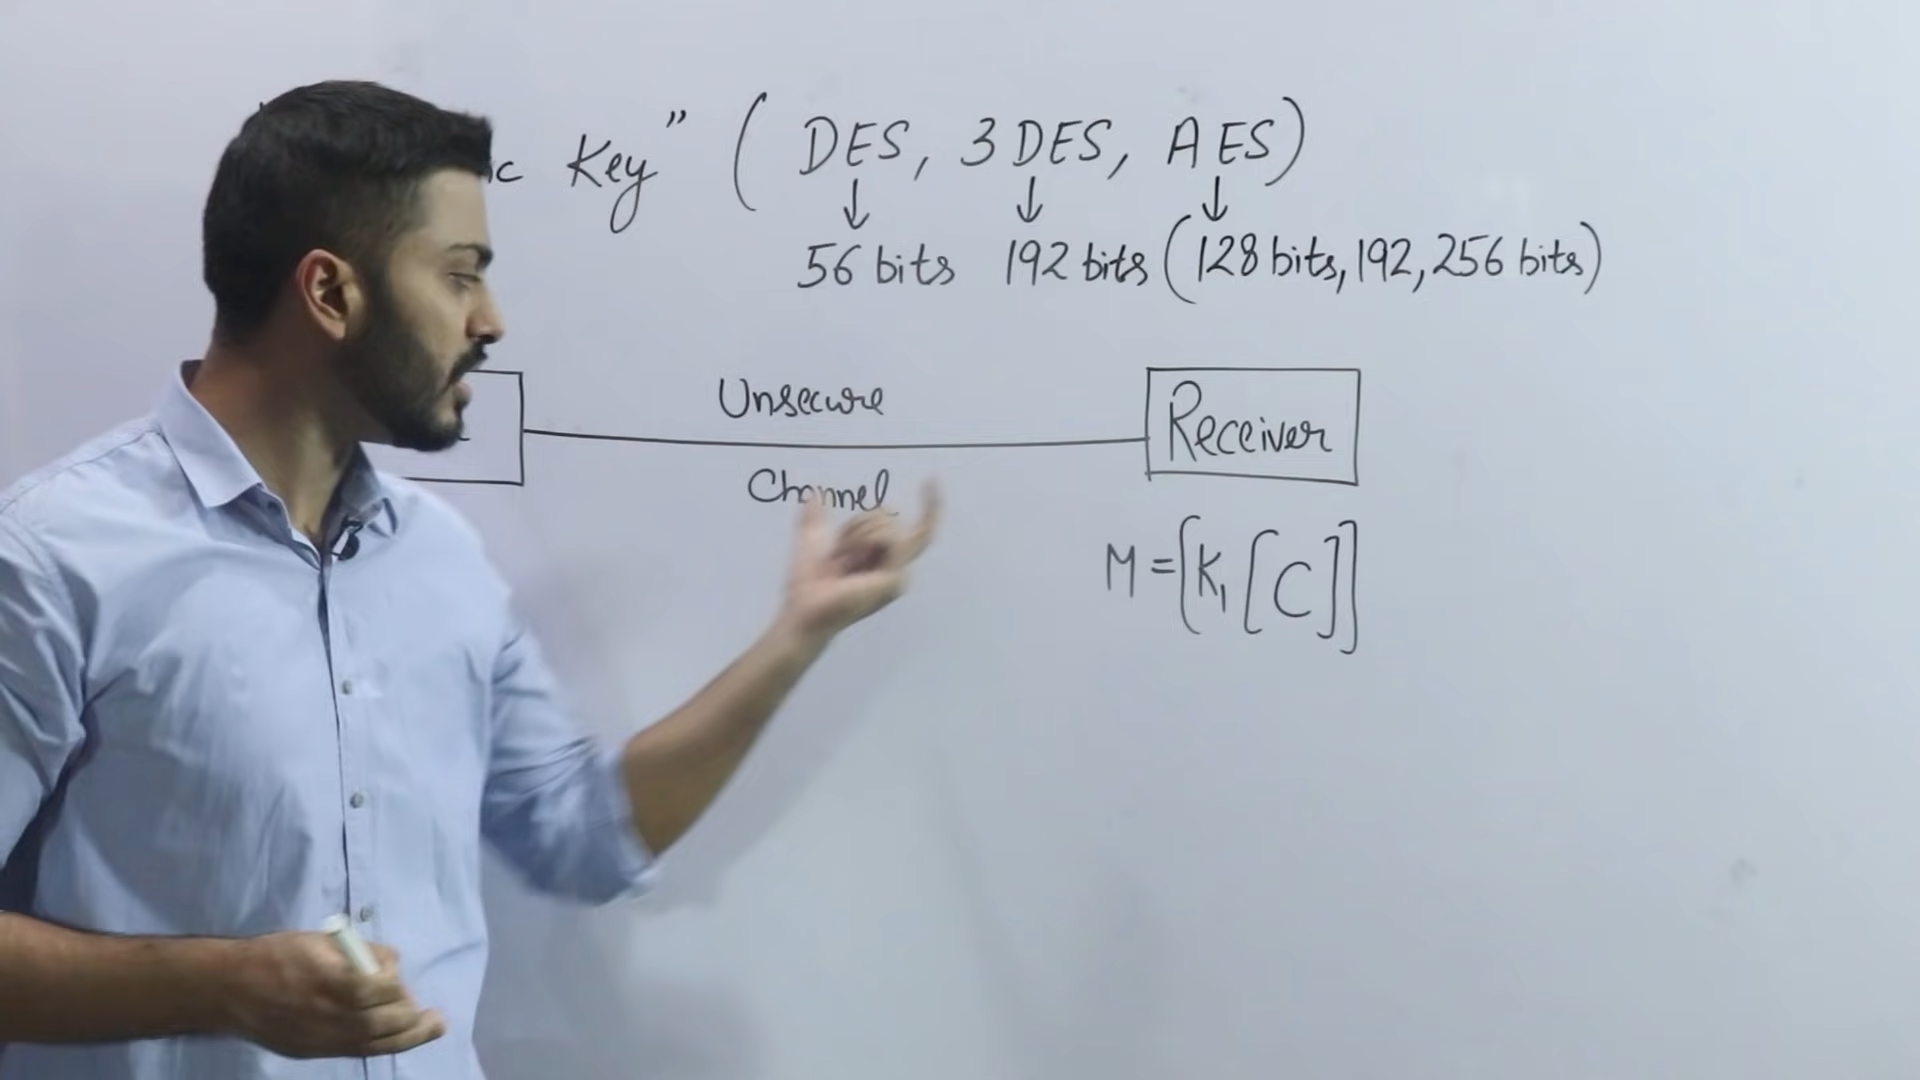 Key" ( DES, 3DES, AES)
↓ ↓ ↓
56 bits 192 bits (128 bits, 192, 256 bits)
Unsecure
Receiver
Channel
M = [K₁ [C]]